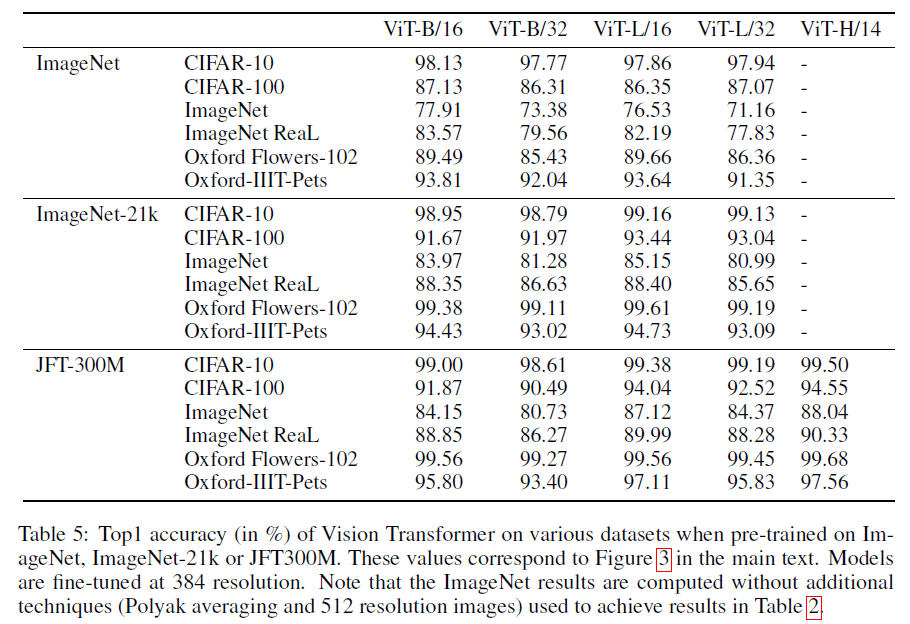 ViT-B/16 ViT-B/32 ViT-L/16 ViT-L/32 ViT-H/14
ImageNet CIFAR-10 98.13 97.77 97.86 97.94 -
CIFAR-100 87.13 86.31 86.35 87.07 -
ImageNet 77.91 73.38 76.53 71.16 -
ImageNet ReaL 83.57 79.56 82.19 77.83 -
Oxford Flowers-102 89.49 85.43 89.66 86.36 -
Oxford-IIIT-Pets 93.81 92.04 93.64 91.35 -
ImageNet-21k CIFAR-10 98.95 98.79 99.16 99.13 -
CIFAR-100 91.67 91.97 93.44 93.04 -
ImageNet 83.97 81.28 85.15 80.99 -
ImageNet ReaL 88.35 86.63 88.40 85.65 -
Oxford Flowers-102 99.38 99.11 99.61 99.19 -
Oxford-IIIT-Pets 94.43 93.02 94.73 93.09 -
JFT-300M CIFAR-10 99.00 98.61 99.38 99.19 99.50
CIFAR-100 91.87 90.49 94.04 92.52 94.55
ImageNet 84.15 80.73 87.12 84.37 88.04
ImageNet ReaL 88.85 86.27 89.99 88.28 90.33
Oxford Flowers-102 99.56 99.27 99.56 99.45 99.68
Oxford-IIIT-Pets 95.80 93.40 97.11 95.83 97.56
Table 5: Top1 accuracy (in %) of Vision Transformer on various datasets when pre-trained on Im-
ageNet, ImageNet-21k or JFT300M. These values correspond to Figure 3 in the main text. Models
are fine-tuned at 384 resolution. Note that the ImageNet results are computed without additional
techniques (Polyak averaging and 512 resolution images) used to achieve results in Table 2.